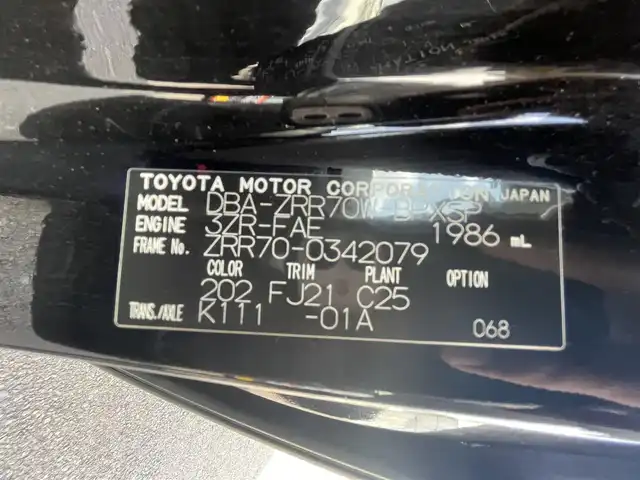 TOYOTA MOTOR CORPORATION JAPAN
MODEL DBA-ZRR70W-BPXSP
ENGINE 3ZR-FAE 1986 mL
FRAME No. ZRR70-0342079
COLOR TRIM PLANT OPTION
202 FJ21 C25
TRANS./AXLE K111 -01A 068